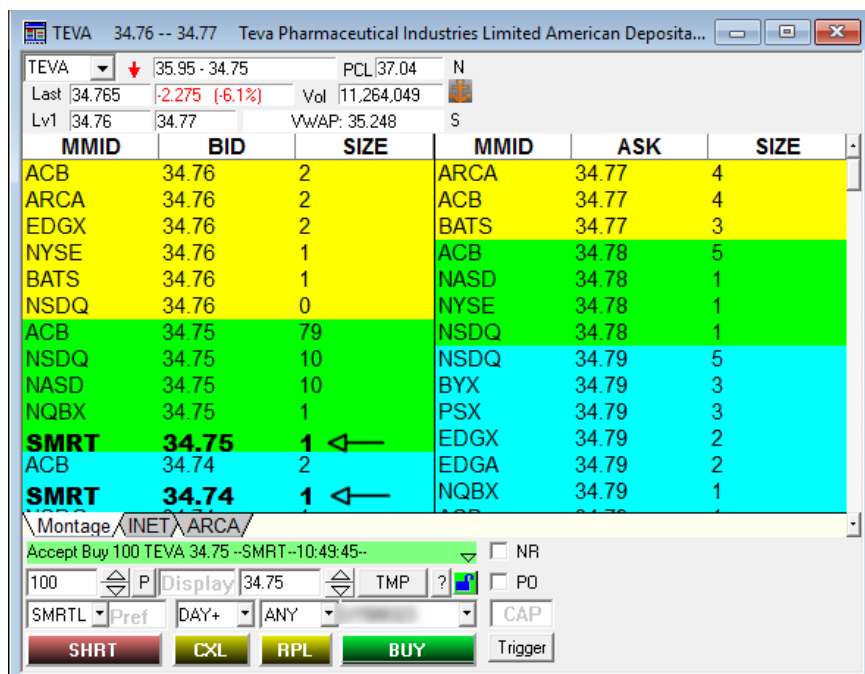 TEVA 34.76 -- 34.77 Teva Pharmaceutical Industries Limited American Deposita...
TEVA 35.95 - 34.75 PCL 37.04 N
Last 34.765 -2.275 (-6.1%) Vol 11,264,049
Lv1 34.76 34.77 VWAP: 35.248 S
MMID BID SIZE MMID ASK SIZE
ACB 34.76 2 ARCA 34.77 4
ARCA 34.76 2 ACB 34.77 4
EDGX 34.76 2 BATS 34.77 3
NYSE 34.76 1 ACB 34.78 5
BATS 34.76 1 NASD 34.78 1
NSDQ 34.76 0 NYSE 34.78 1
ACB 34.75 79 NSDQ 34.78 1
NSDQ 34.75 10 NSDQ 34.79 5
NASD 34.75 10 BYX 34.79 3
NQBX 34.75 1 PSX 34.79 3
SMRT 34.75 1 EDGX 34.79 2
ACB 34.74 2 EDGA 34.79 2
SMRT 34.74 1 NQBX 34.79 1
Montage INET ARCA
Accept Buy 100 TEVA 34.75 --SMRT--10:49:45-- NR
100 P Display 34.75 TMP ? PO
SMRTL Pref DAY+ ANY CAP
SHRT CXL RPL BUY Trigger